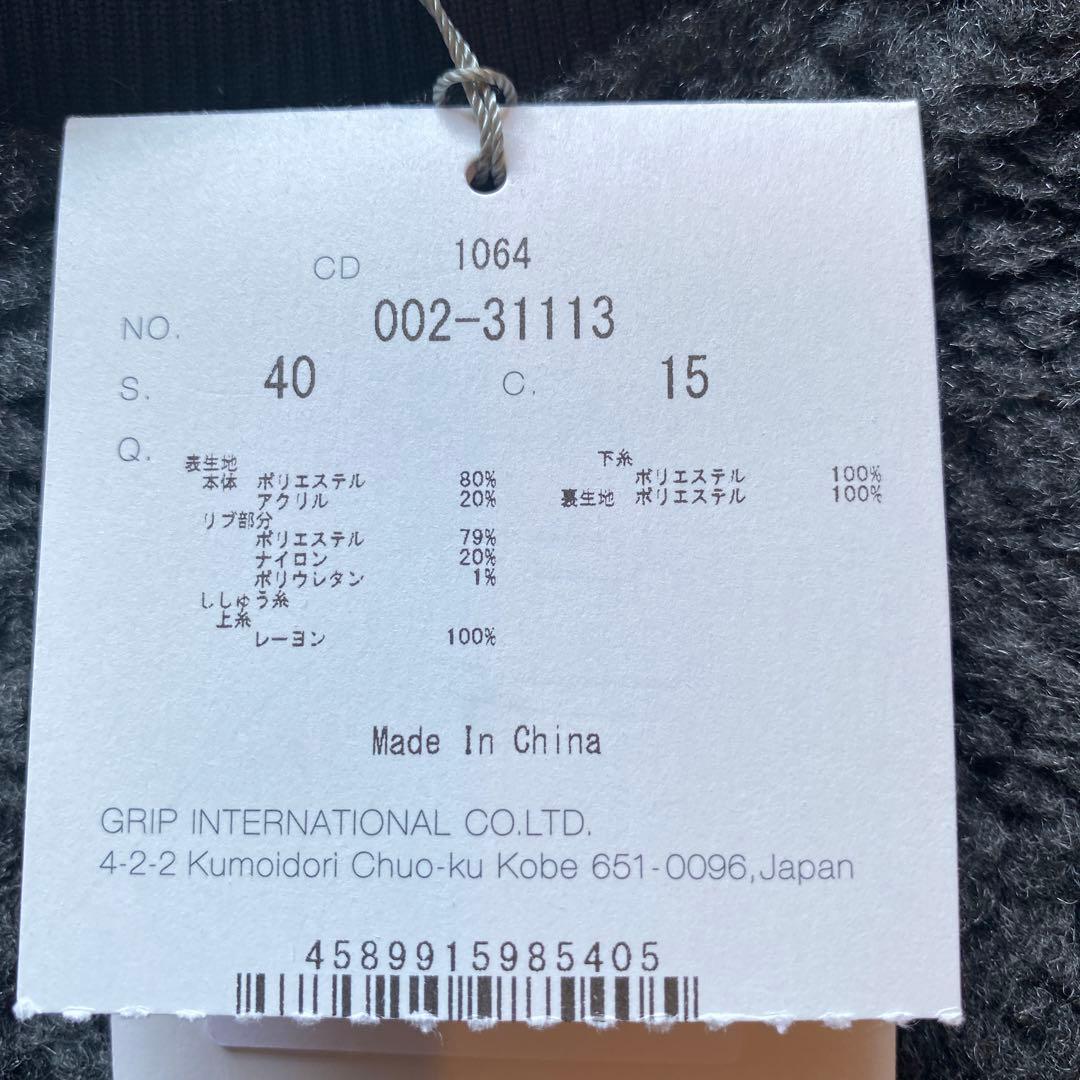 CD 1064
NO. 002-31113
S. 40 C. 15
Q.
表生地
本体 ポリエステル 80%
アクリル 20%
リブ部分
ポリエステル 79%
ナイロン 20%
ポリウレタン 1%
ししゅう糸
上糸
レーヨン 100%
下糸
ポリエステル 100%
裏生地 ポリエステル 100%
Made In China
GRIP INTERNATIONAL CO.LTD.
4-2-2 Kumoidori Chuo-ku Kobe 651-0096,Japan
4589915985405